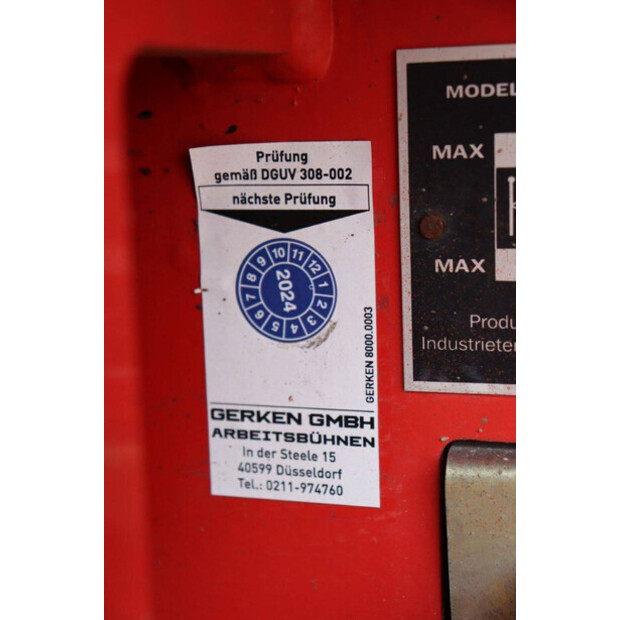 Prüfung
gemäß DGUV 308-002
nächste Prüfung
10 11 12 1 2 3 4 5 6 7 8 9
2024
GERKEN 8000.0003
GERKEN GMBH
ARBEITSBÜHNEN
In der Steele 15
40599 Düsseldorf
Tel.: 0211-974760
MODEL
MAX
MAX
Produ
Industriete